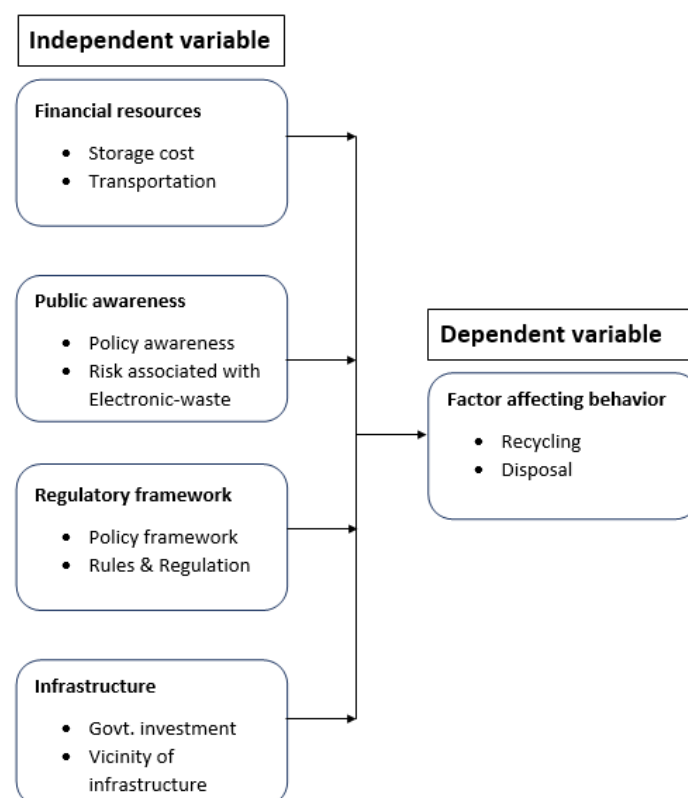 Independent variable
Financial resources
• Storage cost
• Transportation
Public awareness
• Policy awareness
• Risk associated with
Electronic-waste
Regulatory framework
• Policy framework
• Rules & Regulation
Infrastructure
• Govt. investment
• Vicinity of
infrastructure
Dependent variable
Factor affecting behavior
• Recycling
• Disposal